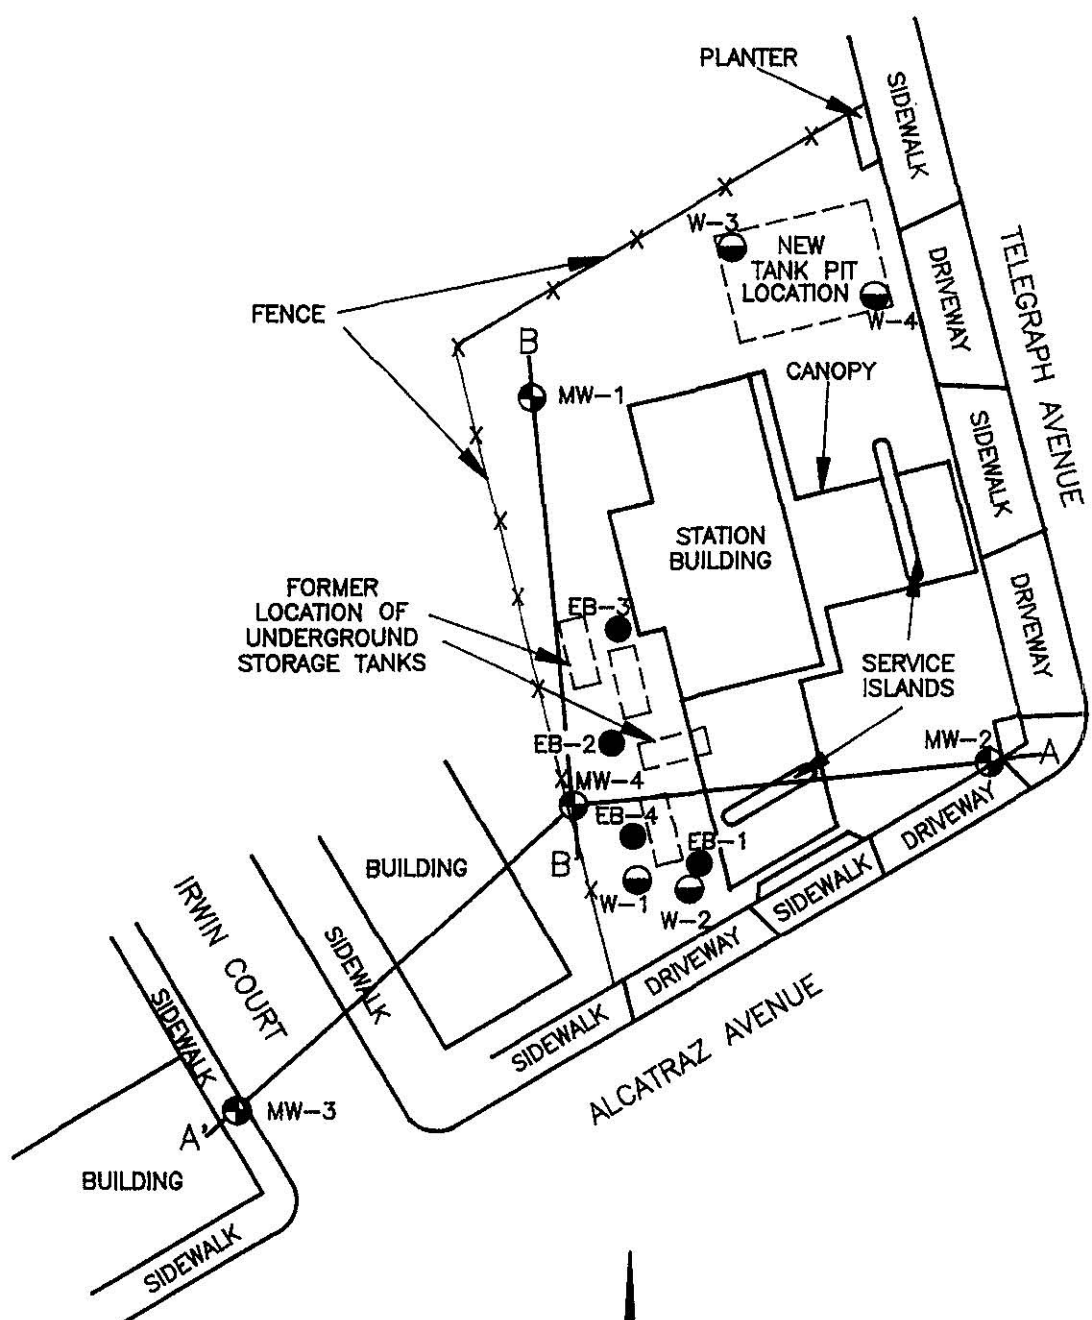 PLANTER
SIDEWALK
W-3
NEW
TANK PIT
LOCATION
W-4
DRIVEWAY
TELEGRAPH AVENUE
FENCE
B
MW-1
CANOPY
SIDEWALK
STATION
BUILDING
FORMER
LOCATION OF
UNDERGROUND
STORAGE TANKS
EB-3
DRIVEWAY
SERVICE
ISLANDS
EB-2
MW-2
A
MW-4
EB-4
EB-1
B'
W-1
W-2
BUILDING
DRIVEWAY
SIDEWALK
DRIVEWAY
SIDEWALK
ALCATRAZ AVENUE
IRWIN COURT
SIDEWALK
SIDEWALK
MW-3
A'
BUILDING
SIDEWALK